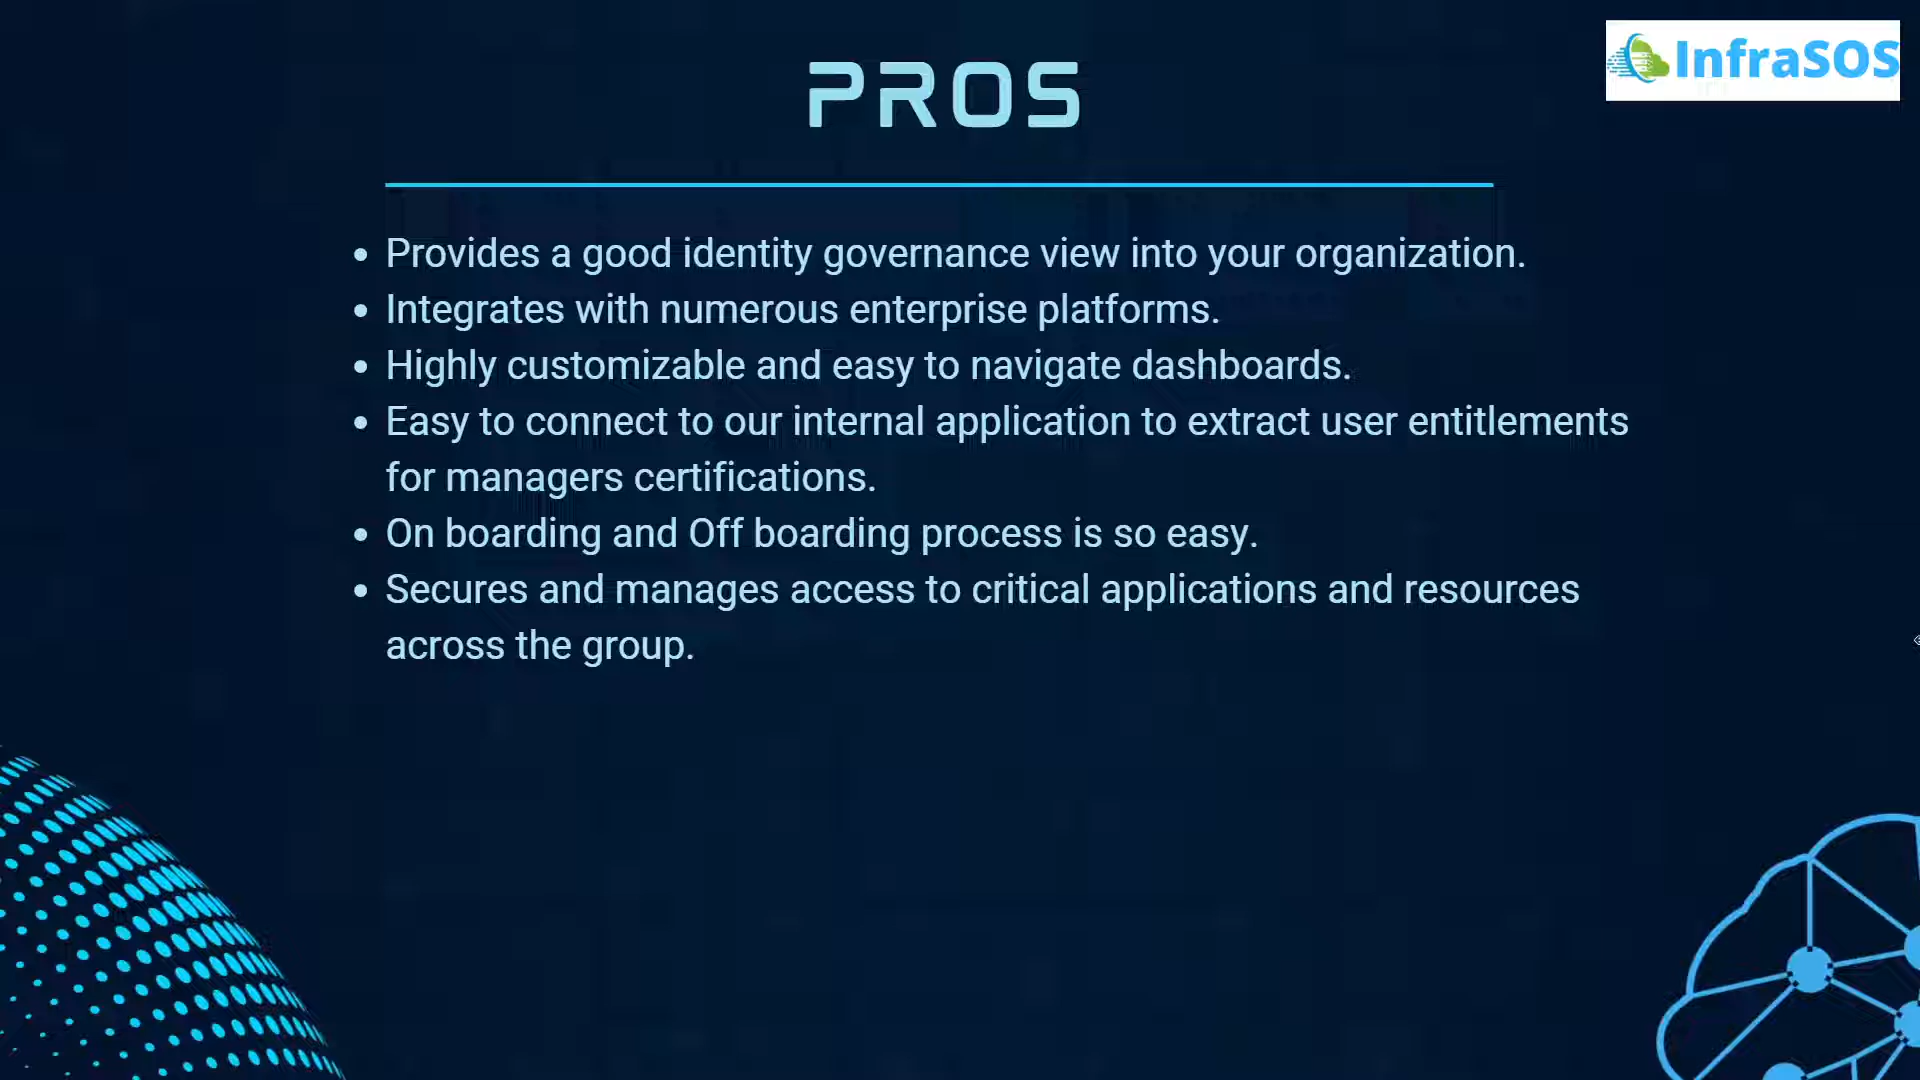 InfraSOS
PROS
• Provides a good identity governance view into your organization.
• Integrates with numerous enterprise platforms.
• Highly customizable and easy to navigate dashboards.
• Easy to connect to our internal application to extract user entitlements
for managers certifications.
• On boarding and Off boarding process is so easy.
• Secures and manages access to critical applications and resources
across the group.